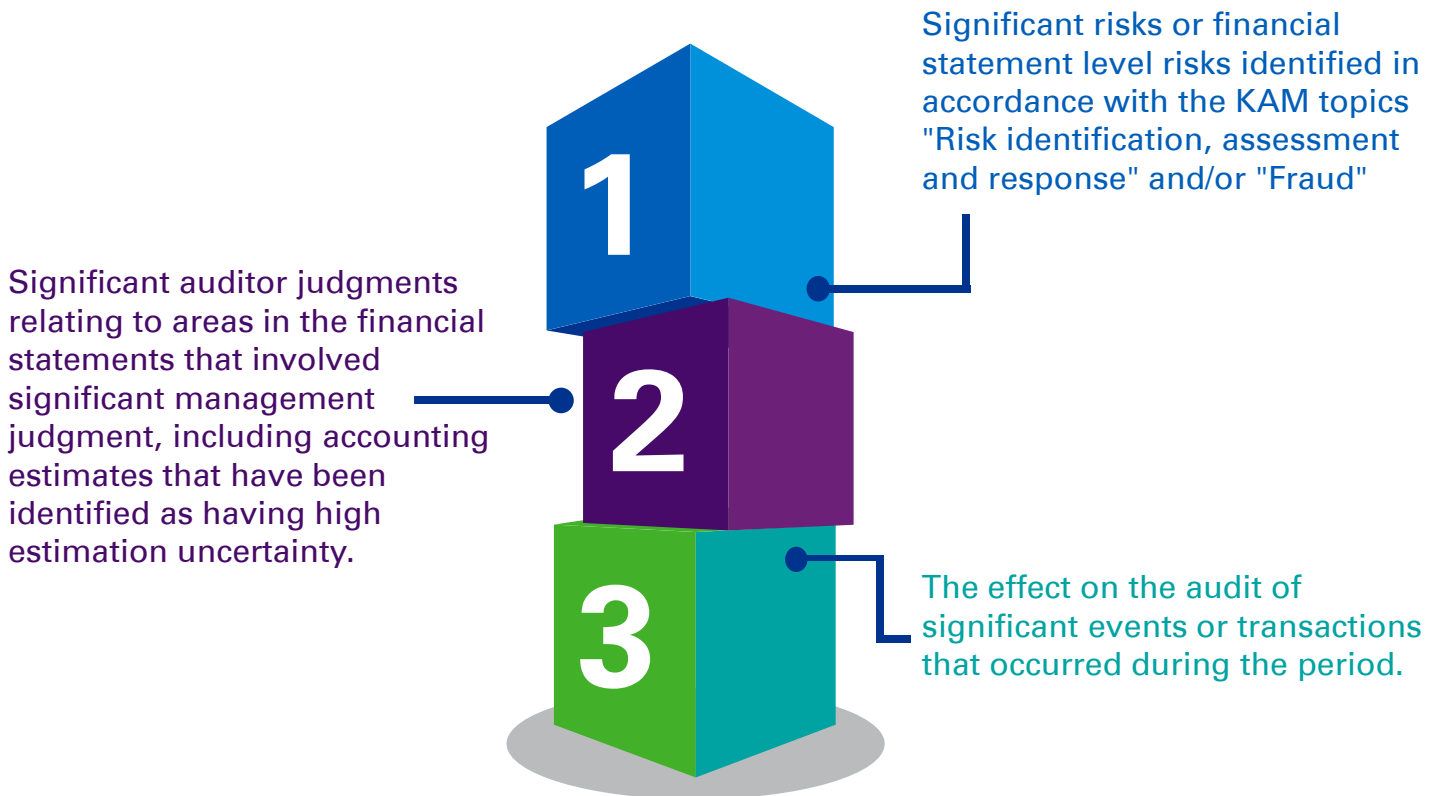 1
Significant risks or financial
statement level risks identified in
accordance with the KAM topics
"Risk identification, assessment
and response" and/or "Fraud"
2
Significant auditor judgments
relating to areas in the financial
statements that involved
significant management
judgment, including accounting
estimates that have been
identified as having high
estimation uncertainty.
3
The effect on the audit of
significant events or transactions
that occurred during the period.